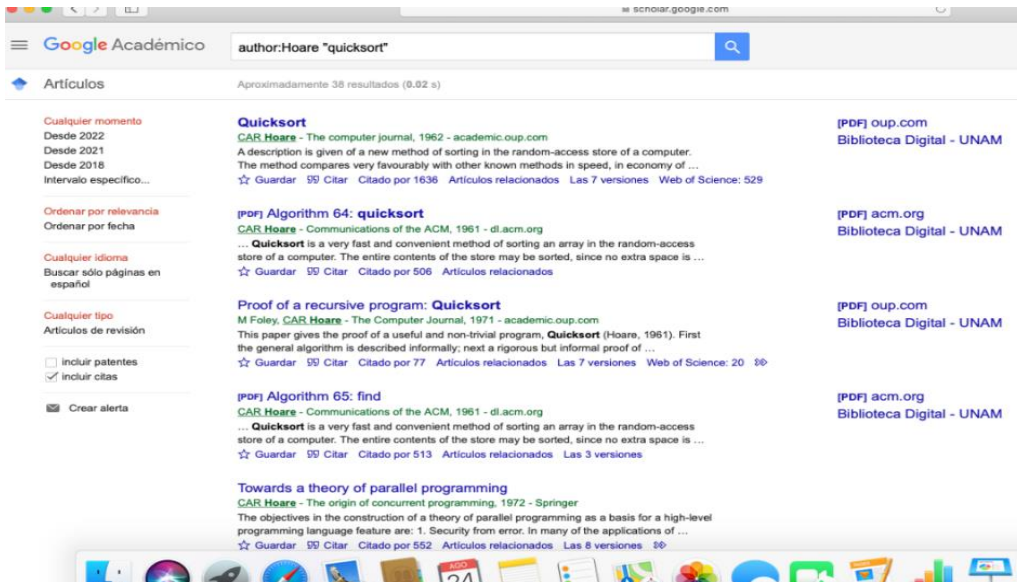 scholar.google.com
Google Académico
author:Hoare "quicksort"
Artículos
Aproximadamente 38 resultados (0.02 s)
Cualquier momento
Desde 2022
Desde 2021
Desde 2018
Intervalo específico...
Ordenar por relevancia
Ordenar por fecha
Cualquier idioma
Buscar sólo páginas en
español
Cualquier tipo
Artículos de revisión
incluir patentes
incluir citas
Crear alerta
Quicksort
CAR Hoare - The computer journal, 1962 - academic.oup.com
A description is given of a new method of sorting in the random-access store of a computer.
The method compares very favourably with other known methods in speed, in economy of ...
Guardar Citar Citado por 1636 Artículos relacionados Las 7 versiones Web of Science: 529
[PDF] oup.com
Biblioteca Digital - UNAM
[PDF] Algorithm 64: quicksort
CAR Hoare - Communications of the ACM, 1961 - dl.acm.org
... Quicksort is a very fast and convenient method of sorting an array in the random-access
store of a computer. The entire contents of the store may be sorted, since no extra space is ...
Guardar Citar Citado por 506 Artículos relacionados
[PDF] acm.org
Biblioteca Digital - UNAM
Proof of a recursive program: Quicksort
M Foley, CAR Hoare - The Computer Journal, 1971 - academic.oup.com
This paper gives the proof of a useful and non-trivial program, Quicksort (Hoare, 1961). First
the general algorithm is described informally; next a rigorous but informal proof of ...
Guardar Citar Citado por 77 Artículos relacionados Las 7 versiones Web of Science: 20
[PDF] oup.com
Biblioteca Digital - UNAM
[PDF] Algorithm 65: find
CAR Hoare - Communications of the ACM, 1961 - dl.acm.org
... Quicksort is a very fast and convenient method of sorting an array in the random-access
store of a computer. The entire contents of the store may be sorted, since no extra space is ...
Guardar Citar Citado por 513 Artículos relacionados Las 3 versiones
[PDF] acm.org
Biblioteca Digital - UNAM
Towards a theory of parallel programming
CAR Hoare - The origin of concurrent programming, 1972 - Springer
The objectives in the construction of a theory of parallel programming as a basis for a high-level
programming language feature are: 1. Security from error. In many of the applications of ...
Guardar Citar Citado por 552 Artículos relacionados Las 8 versiones
AGO
24